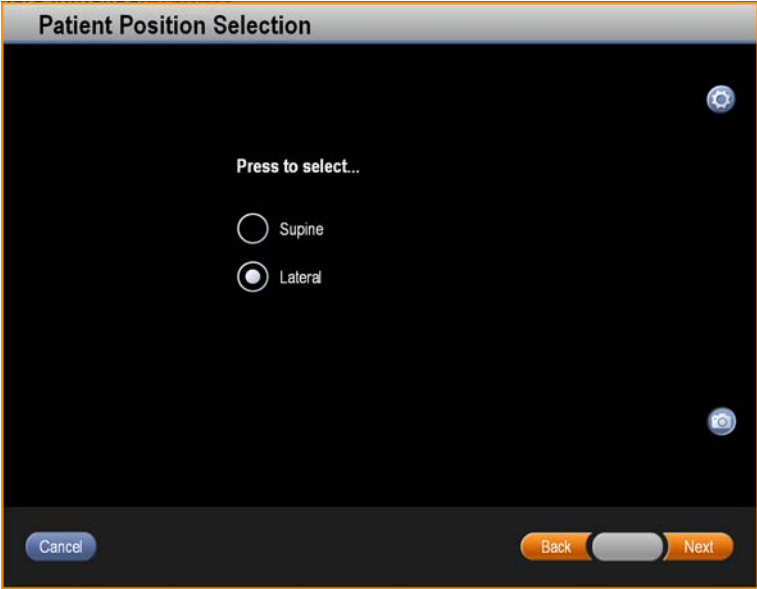 Patient Position Selection
Press to select...
Supine
Lateral
Cancel
Back
Next